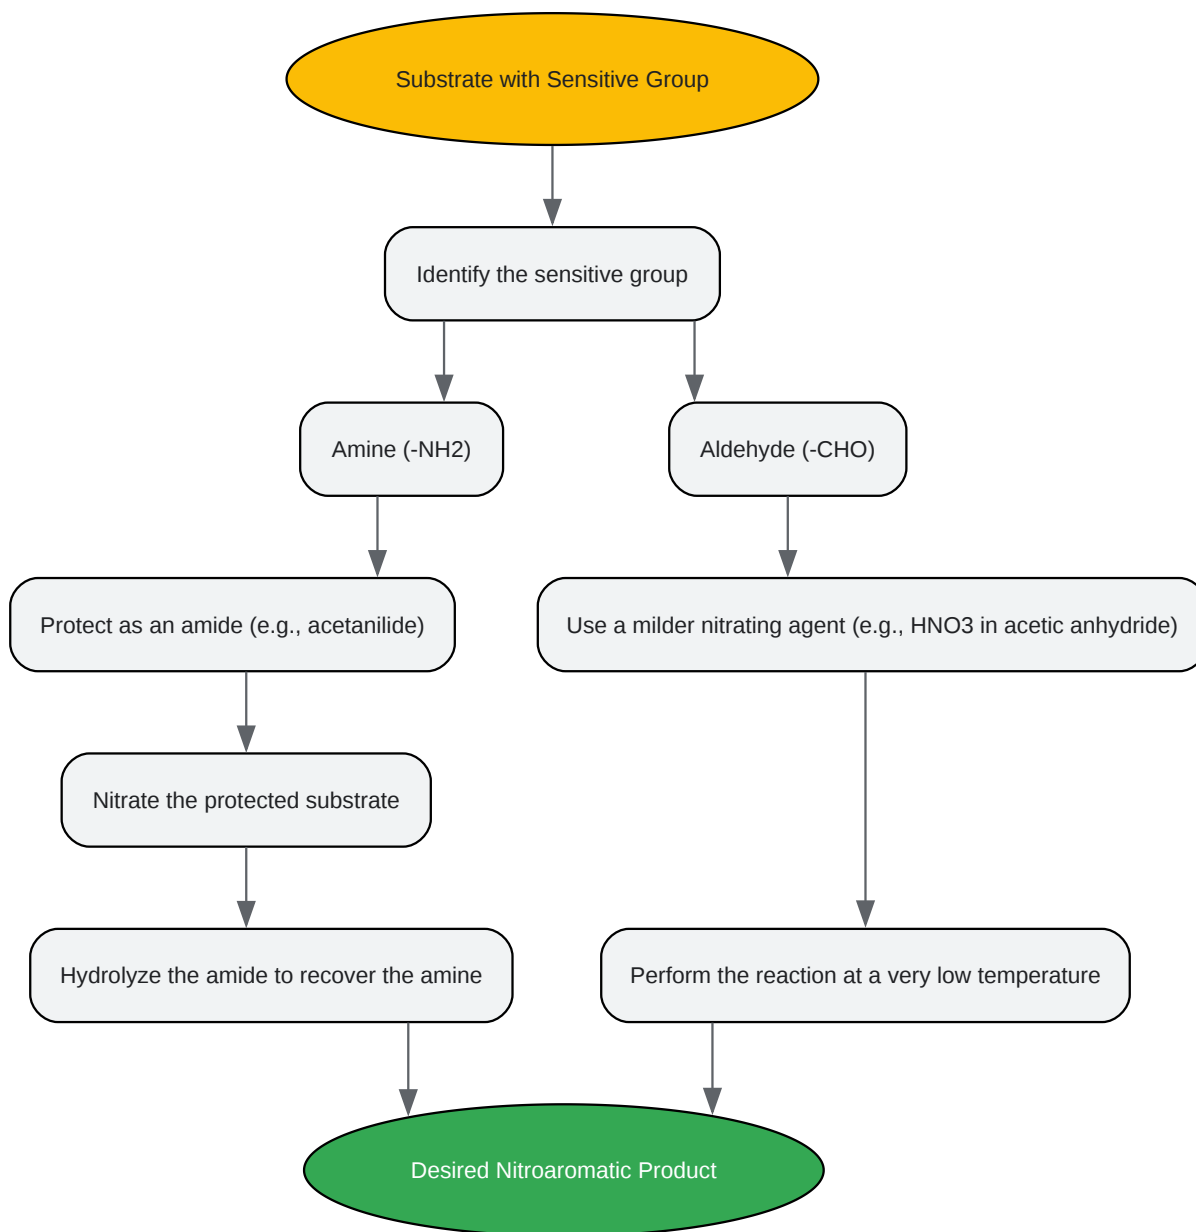 Substrate with Sensitive Group
Identify the sensitive group
Amine (-NH2)
Aldehyde (-CHO)
Protect as an amide (e.g., acetanilide)
Use a milder nitrating agent (e.g., HNO3 in acetic anhydride)
Nitrate the protected substrate
Hydrolyze the amide to recover the amine
Perform the reaction at a very low temperature
Desired Nitroaromatic Product